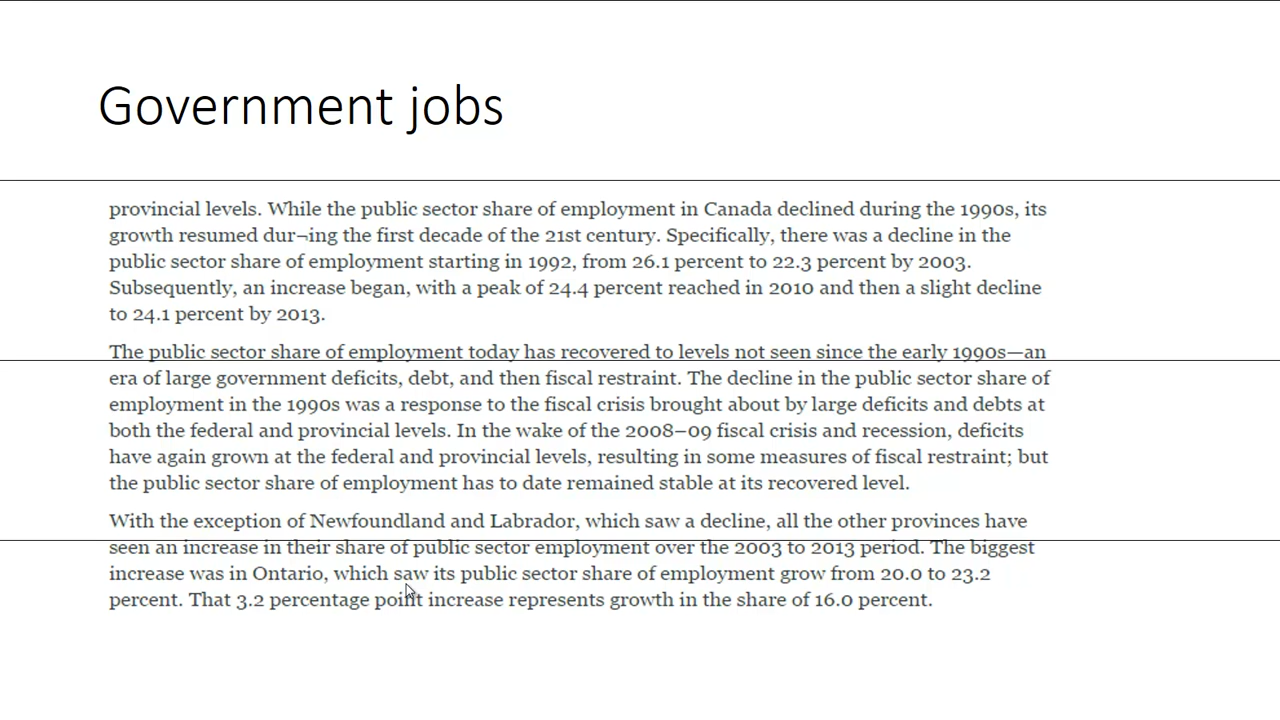 Government jobs
provincial levels. While the public sector share of employment in Canada declined during the 1990s, its
growth resumed dur¬ing the first decade of the 21st century. Specifically, there was a decline in the
public sector share of employment starting in 1992, from 26.1 percent to 22.3 percent by 2003.
Subsequently, an increase began, with a peak of 24.4 percent reached in 2010 and then a slight decline
to 24.1 percent by 2013.
The public sector share of employment today has recovered to levels not seen since the early 1990s—an
era of large government deficits, debt, and then fiscal restraint. The decline in the public sector share of
employment in the 1990s was a response to the fiscal crisis brought about by large deficits and debts at
both the federal and provincial levels. In the wake of the 2008–09 fiscal crisis and recession, deficits
have again grown at the federal and provincial levels, resulting in some measures of fiscal restraint; but
the public sector share of employment has to date remained stable at its recovered level.
With the exception of Newfoundland and Labrador, which saw a decline, all the other provinces have
seen an increase in their share of public sector employment over the 2003 to 2013 period. The biggest
increase was in Ontario, which saw its public sector share of employment grow from 20.0 to 23.2
percent. That 3.2 percentage point increase represents growth in the share of 16.0 percent.